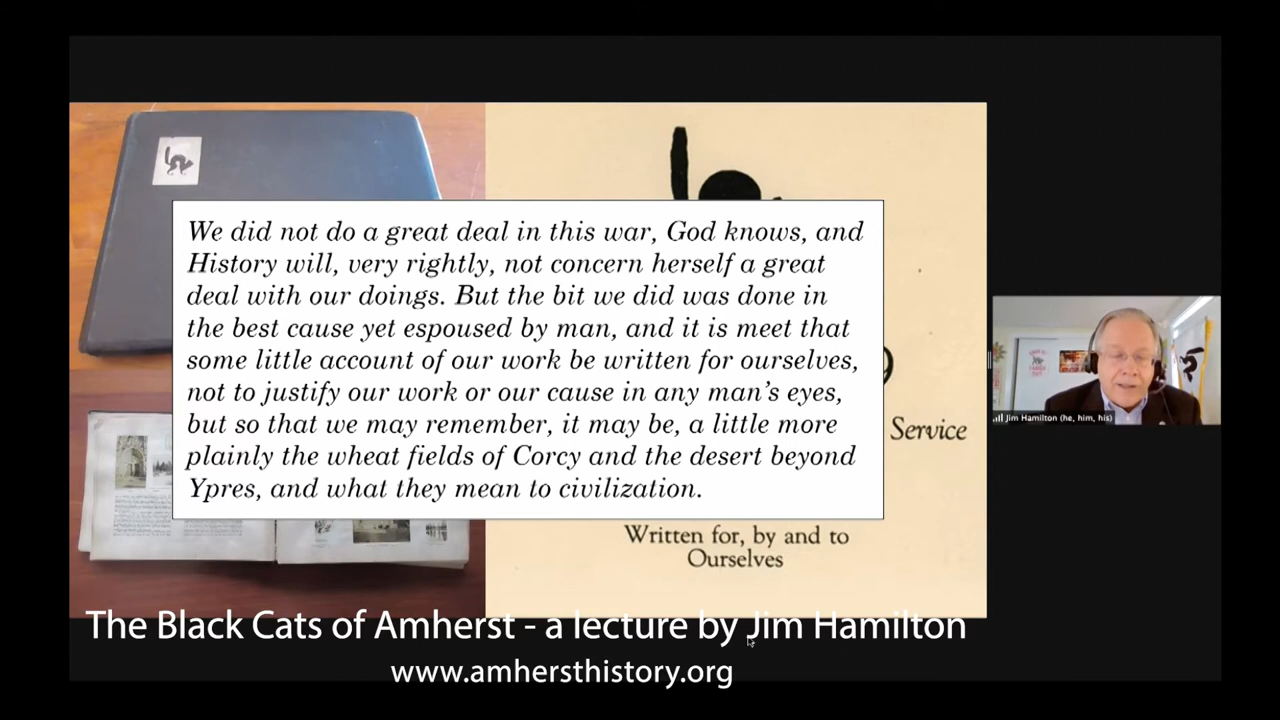 We did not do a great deal in this war, God knows, and
History will, very rightly, not concern herself a great
deal with our doings. But the bit we did was done in
the best cause yet espoused by man, and it is meet that
some little account of our work be written for ourselves,
not to justify our work or our cause in any man’s eyes,
but so that we may remember, it may be, a little more
plainly the wheat fields of Corcy and the desert beyond
Ypres, and what they mean to civilization.
Service
Written for, by and to
Ourselves
Jim Hamilton (he, him, his)
The Black Cats of Amherst - a lecture by Jim Hamilton
www.amhersthistory.org